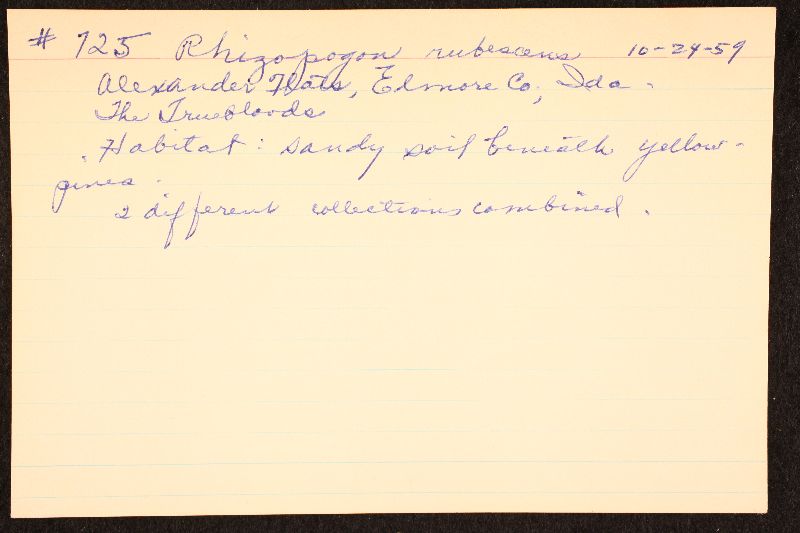 # 725 Rhizopogon rubescens 10-24-59
Alexander Flats, Elmore Co., Ida.
The Truebloods
Habitat: sandy soil beneath yellow-
pines.
2 different collections combined.